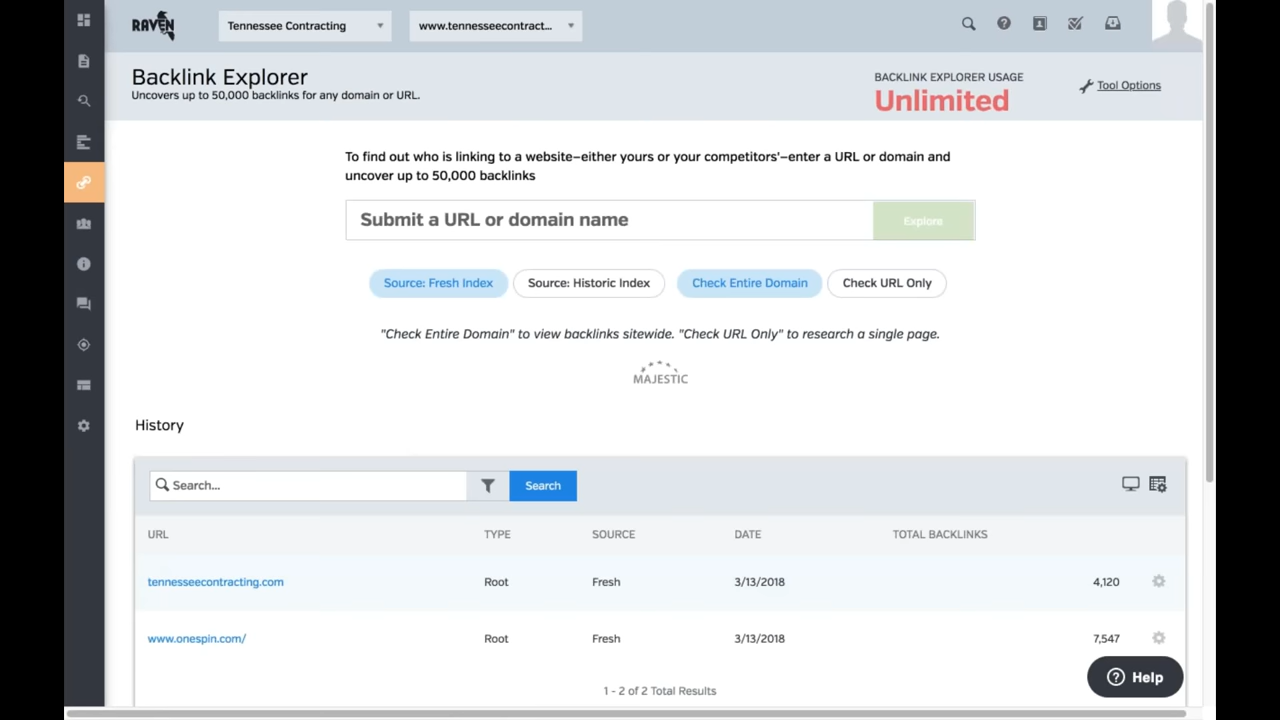 RAVEN
Tennessee Contracting
www.tennesseecontract...
Backlink Explorer
Uncovers up to 50,000 backlinks for any domain or URL.
BACKLINK EXPLORER USAGE
Unlimited
Tool Options
To find out who is linking to a website–either yours or your competitors'–enter a URL or domain and
uncover up to 50,000 backlinks
Submit a URL or domain name
Explore
Source: Fresh Index
Source: Historic Index
Check Entire Domain
Check URL Only
"Check Entire Domain" to view backlinks sitewide. "Check URL Only" to research a single page.
MAJESTIC
History
Search...
Search
URL TYPE SOURCE DATE TOTAL BACKLINKS
tennesseecontracting.com Root Fresh 3/13/2018 4,120
www.onespin.com/ Root Fresh 3/13/2018 7,547
1 - 2 of 2 Total Results
Help